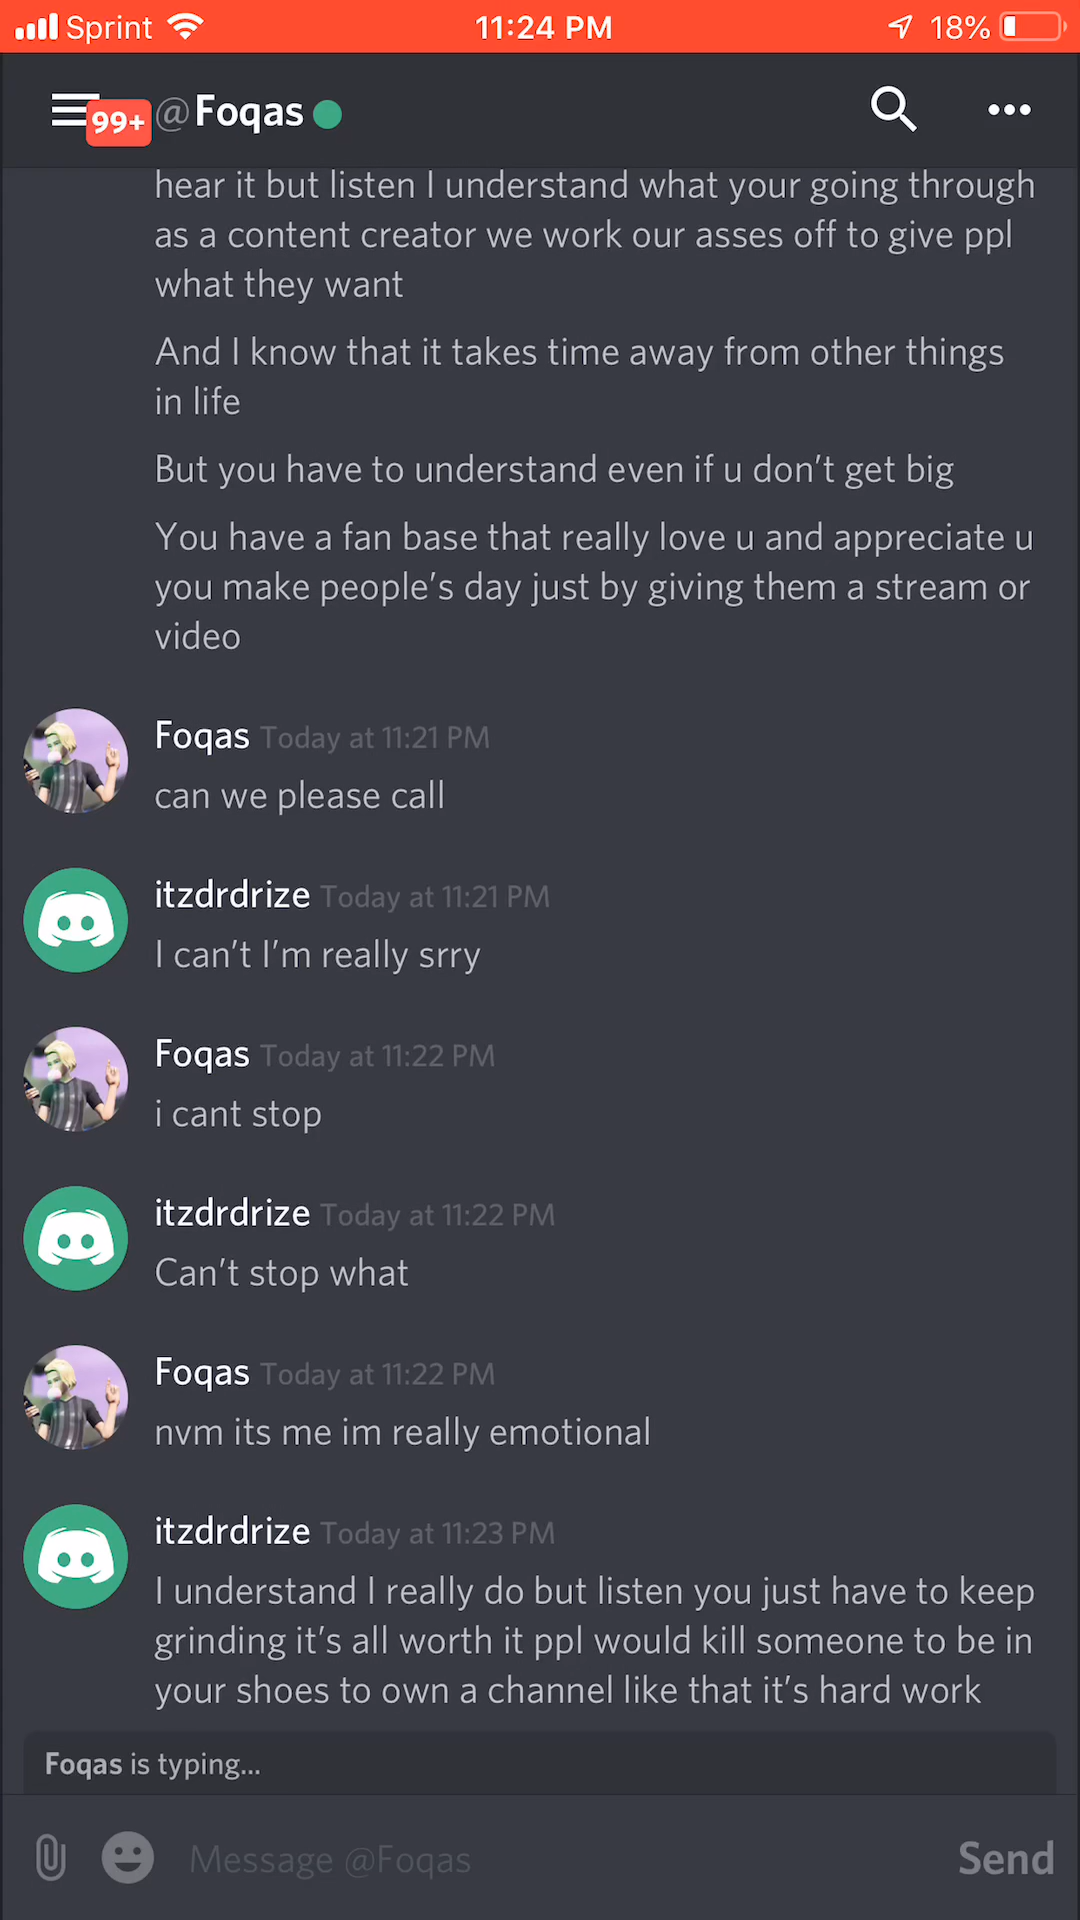 Sprint 11:24 PM 18%
99+ @ Foqas
hear it but listen I understand what your going through
as a content creator we work our asses off to give ppl
what they want
And I know that it takes time away from other things
in life
But you have to understand even if u don’t get big
You have a fan base that really love u and appreciate u
you make people’s day just by giving them a stream or
video
Foqas Today at 11:21 PM
can we please call
itzdrdrize Today at 11:21 PM
I can’t I’m really srry
Foqas Today at 11:22 PM
i cant stop
itzdrdrize Today at 11:22 PM
Can’t stop what
Foqas Today at 11:22 PM
nvm its me im really emotional
itzdrdrize Today at 11:23 PM
I understand I really do but listen you just have to keep
grinding it’s all worth it ppl would kill someone to be in
your shoes to own a channel like that it’s hard work
Foqas is typing...
Message @Foqas Send